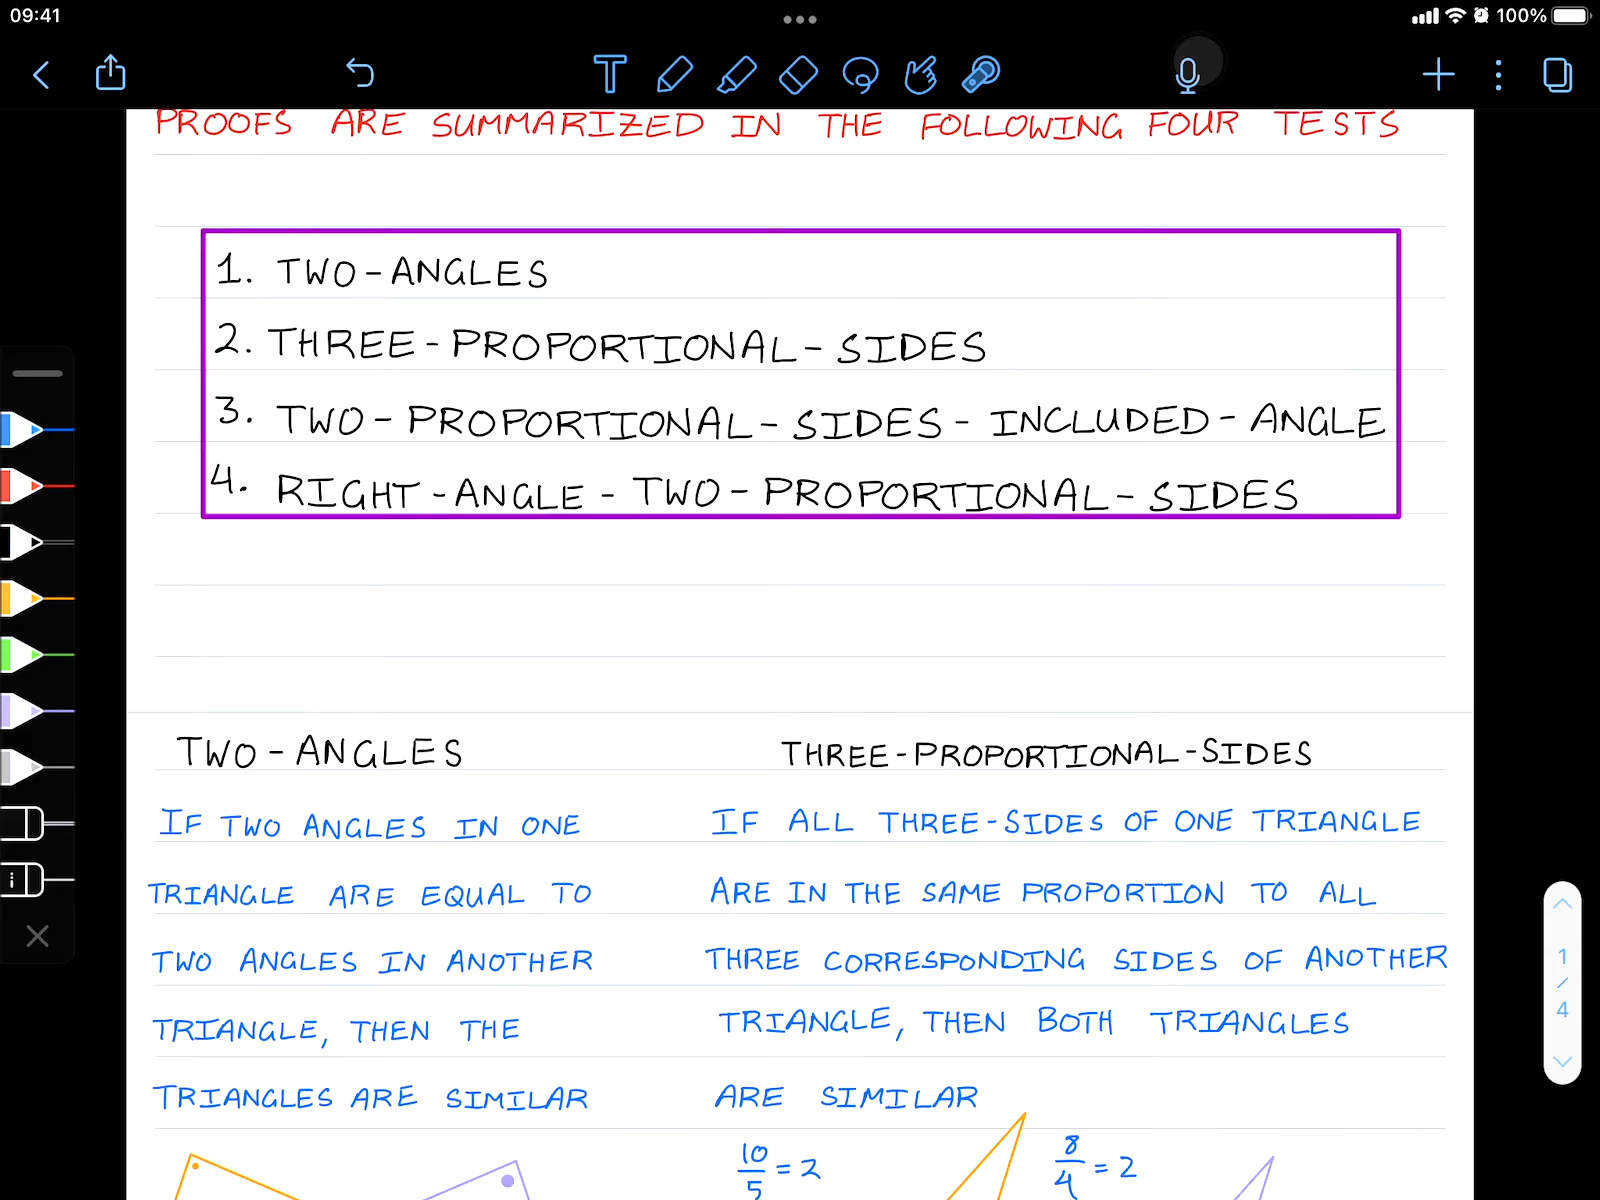 09:41
100%
PROOFS ARE SUMMARIZED IN THE FOLLOWING FOUR TESTS
1. TWO-ANGLES
2. THREE-PROPORTIONAL-SIDES
3. TWO-PROPORTIONAL-SIDES-INCLUDED-ANGLE
4. RIGHT-ANGLE-TWO-PROPORTIONAL-SIDES
TWO-ANGLES
IF TWO ANGLES IN ONE
TRIANGLE ARE EQUAL TO
TWO ANGLES IN ANOTHER
TRIANGLE, THEN THE
TRIANGLES ARE SIMILAR
THREE-PROPORTIONAL-SIDES
IF ALL THREE-SIDES OF ONE TRIANGLE
ARE IN THE SAME PROPORTION TO ALL
THREE CORRESPONDING SIDES OF ANOTHER
TRIANGLE, THEN BOTH TRIANGLES
ARE SIMILAR
10/5 = 2
8/4 = 2
1/4